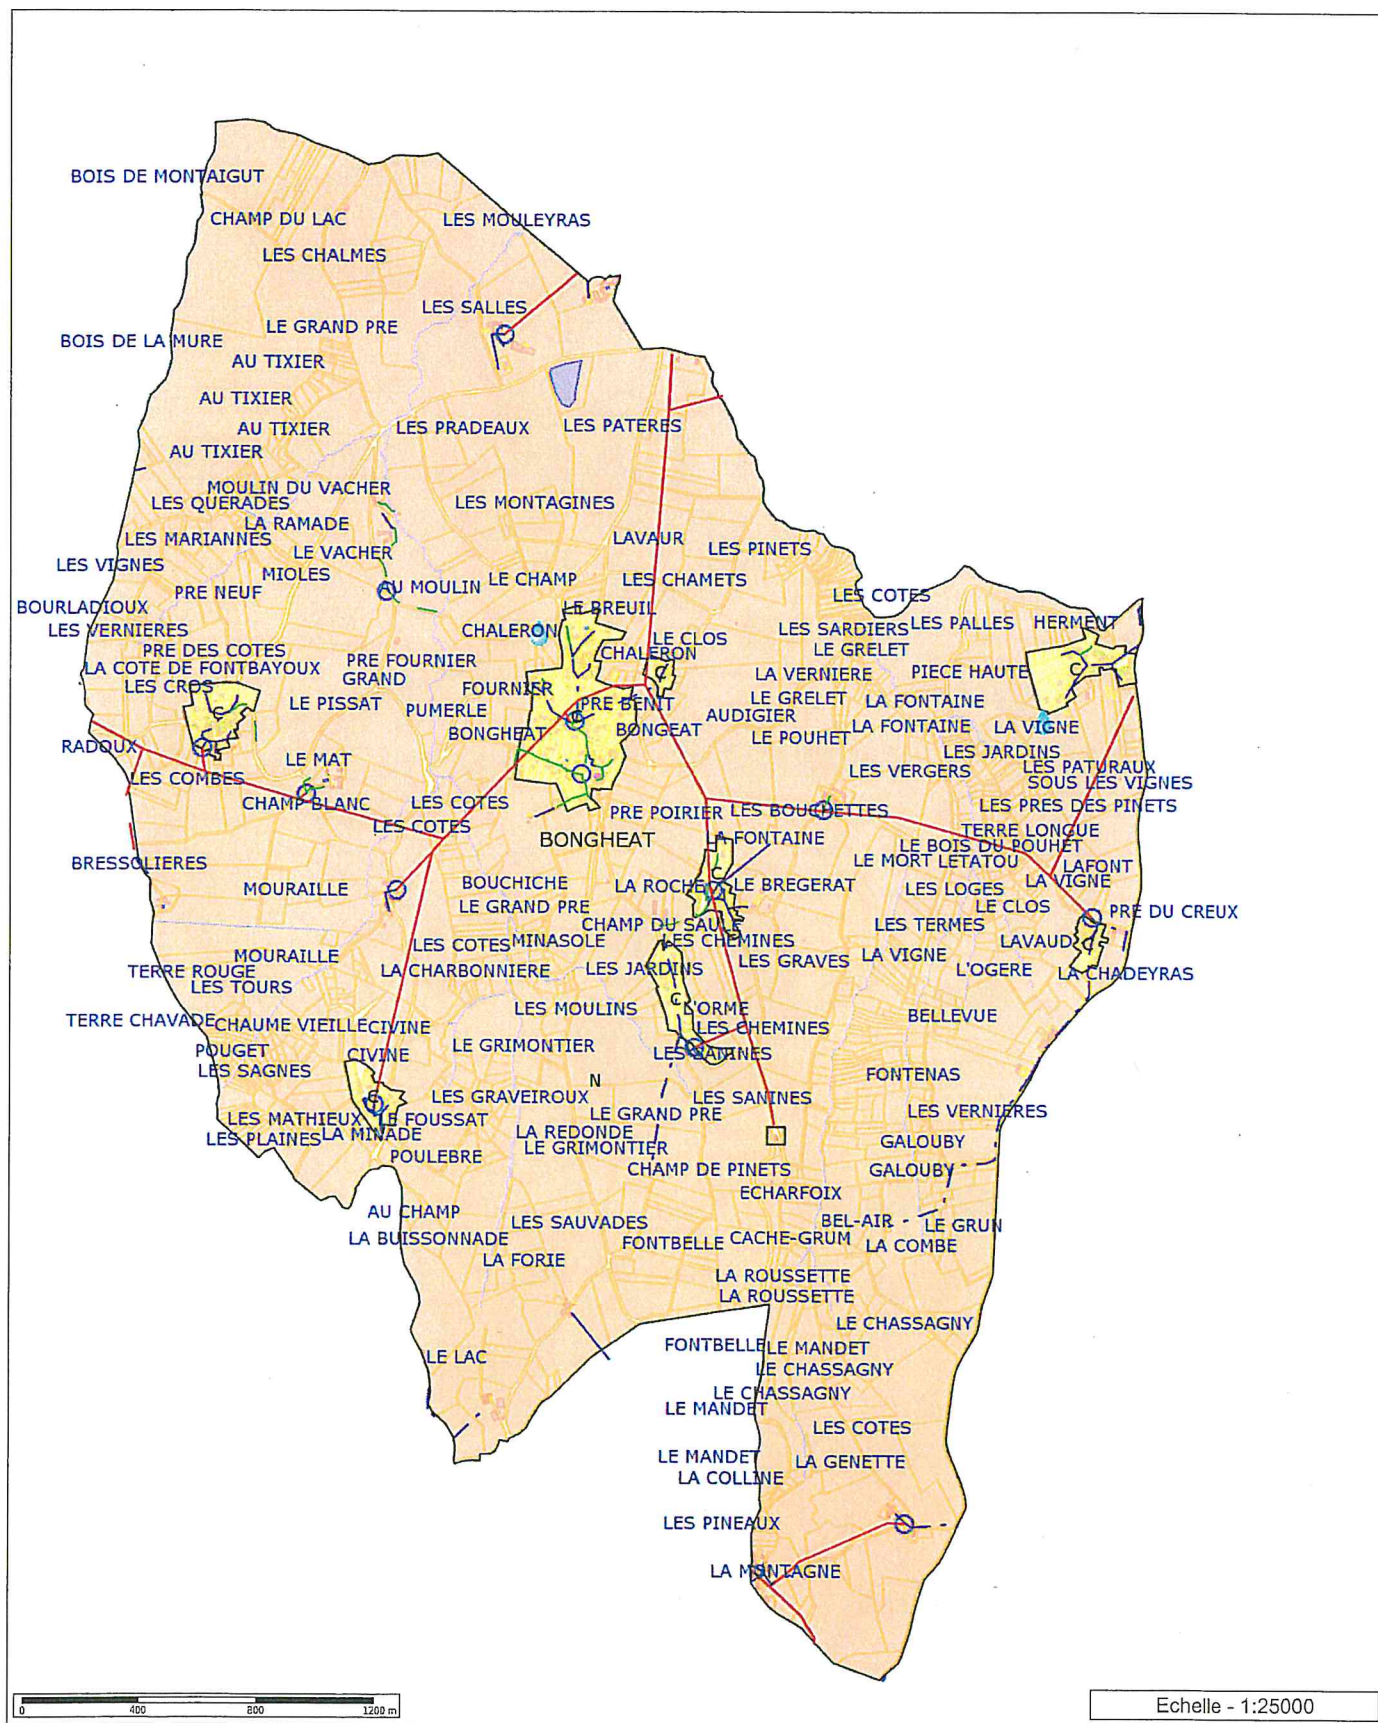 BOIS DE MONTAIGUT
CHAMP DU LAC
LES MOULEYRAS
LES CHALMES
LES SALLES
LE GRAND PRE
BOIS DE LA MURE
AU TIXIER
AU TIXIER
LES PATERES
AU TIXIER
LES PRADEAUX
AU TIXIER
MOULIN DU VACHER
LES QUERADES
LES MONTAGINES
LA RAMADE
LES MARIANNES
LAVAUR
LES PINETS
LE VACHER
LES VIGNES
MIOLES
AU MOULIN
LE CHAMP
LES CHAMETS
PRE NEUF
LES COTES
BOURLADIOUX
LE BREUIL
LES VERNIERES
CHALERON
LE CLOS
LES SARDIERS
LES PALLES
HERMENT
PRE DES COTES
CHALERON
LE GRELET
LA COTE DE FONTBAYOUX
PRE FOURNIER
GRAND
LA VERNIERE
PIECE HAUTE
C
LES CROS
FOURNIER
C
LE PISSAT
PRE BENIT
LE GRELET
LA FONTAINE
C
PUMERLE
C
AUDIGIER
LA FONTAINE
LA VIGNE
BONGHEAT
BONGEAT
LE POUHET
RADOUX
LES JARDINS
LE MAT
LES VERGERS
LES PATURAUX
LES COMBES
SOUS LES VIGNES
CHAMP BLANC
LES COTES
PRE POIRIER
LES BOUCHETTES
LES PRES DES PINETS
LES COTES
BONGHEAT
LA FONTAINE
TERRE LONGUE
LE BOIS DU POUHET
BRESSOLIERES
LE MORT LETATOU
LAFONT
C
MOURAILLE
BOUCHICHE
LA ROCHE
LE BREGERAT
LES LOGES
LA VIGNE
LE GRAND PRE
LE CLOS
PRE DU CREUX
CHAMP DU SAULE
LES TERMES
LES COTES
MINASOLE
LES CHEMINES
LAVAUD
C
MOURAILLE
LES GRAVES
LA VIGNE
TERRE ROUGE
LA CHARBONNIERE
LES JARDINS
L'OGERE
LA CHADEYRAS
LES TOURS
C
LES MOULINS
L'ORME
TERRE CHAVADE
CHAUME VIEILLE
CIVINE
LES CHEMINES
BELLEVUE
POUGET
CIVINE
LE GRIMONTIER
LES SANINES
LES SAGNES
N
FONTENAS
LES GRAVEIROUX
LES SANINES
LES MATHIEUX
LE FOUSSAT
LE GRAND PRE
LES VERNIERES
LES PLAINES
LA MINADE
LA REDONDE
POULEBRE
LE GRIMONTIER
GALOUBY
CHAMP DE PINETS
GALOUBY
ECHARFOIX
AU CHAMP
LES SAUVADES
BEL-AIR
LE GRUN
LA BUISSONNADE
FONTBELLE
CACHE-GRUM
LA COMBE
LA FORIE
LA ROUSSETTE
LA ROUSSETTE
LE CHASSAGNY
FONTBELLE
LE MANDET
LE LAC
LE CHASSAGNY
LE CHASSAGNY
LE MANDET
LES COTES
LE MANDET
LA GENETTE
LA COLLINE
LES PINEAUX
LA MONTAGNE
0 400 800 1200 m
Echelle - 1:25000